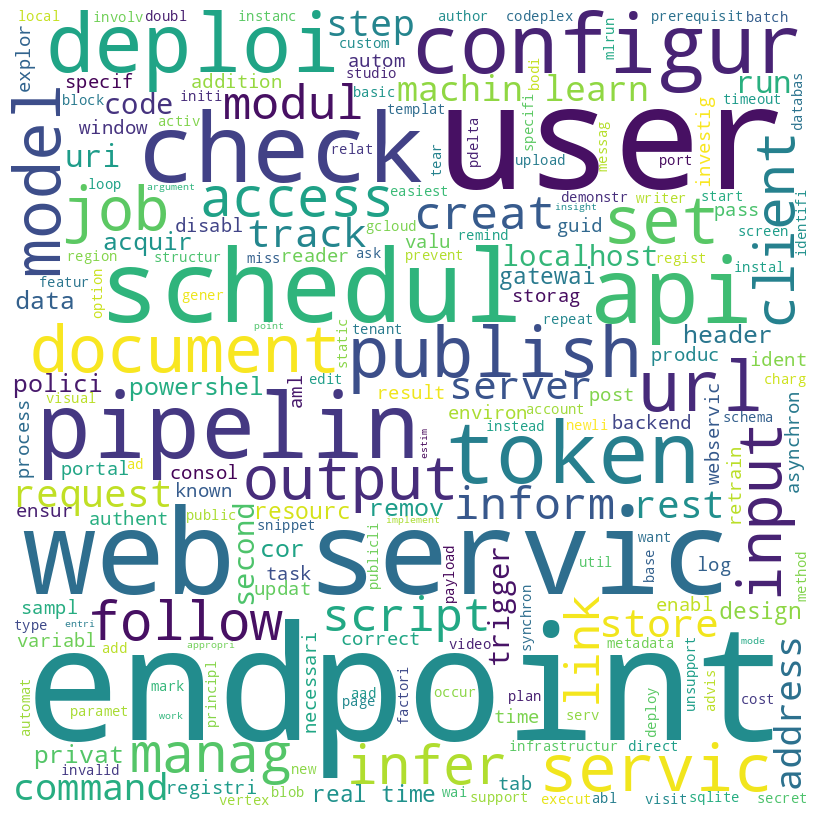 local involv doubl instanc author codeplex prerequisit batch
deploi step custom configur mlrun
explor specif addition autom studio machin learn bodi run databas
model block code initi modul basic templat specifi messag investig timeout
window activ check relat tear pdelta upload user port
uri loop argument access easiest insight demonstr writer start client
job disabl gcloud creat guid set pass screen identifi
acquir track valu remind localhost regist instal
region structur miss ask reader prevent gatewai
data featur option gener schedul storag api header
document point static tenant publish repeat produc ident
polici powershel aml edit result server post url charg
visual process pipelin estim environ account backend webservic schema asynchron
portal ad consol output instead newli token input
request known resourc remov inform rest retrain
ensur authent public snippet implement
second cor publicli web servic want base log
task updat util payload method
sampl follow script trigger synchron store enabl design
type entri variabl add appropri necessari correct video link metadata mode
automat mark principl endpoint aad page factori occur plan time serv deploy unsupport advis cost address
paramet work
privat manag new infer infrastructur direct servic
invalid tab
command registri vertex blob real time wai support execut abl visit sqlite secret